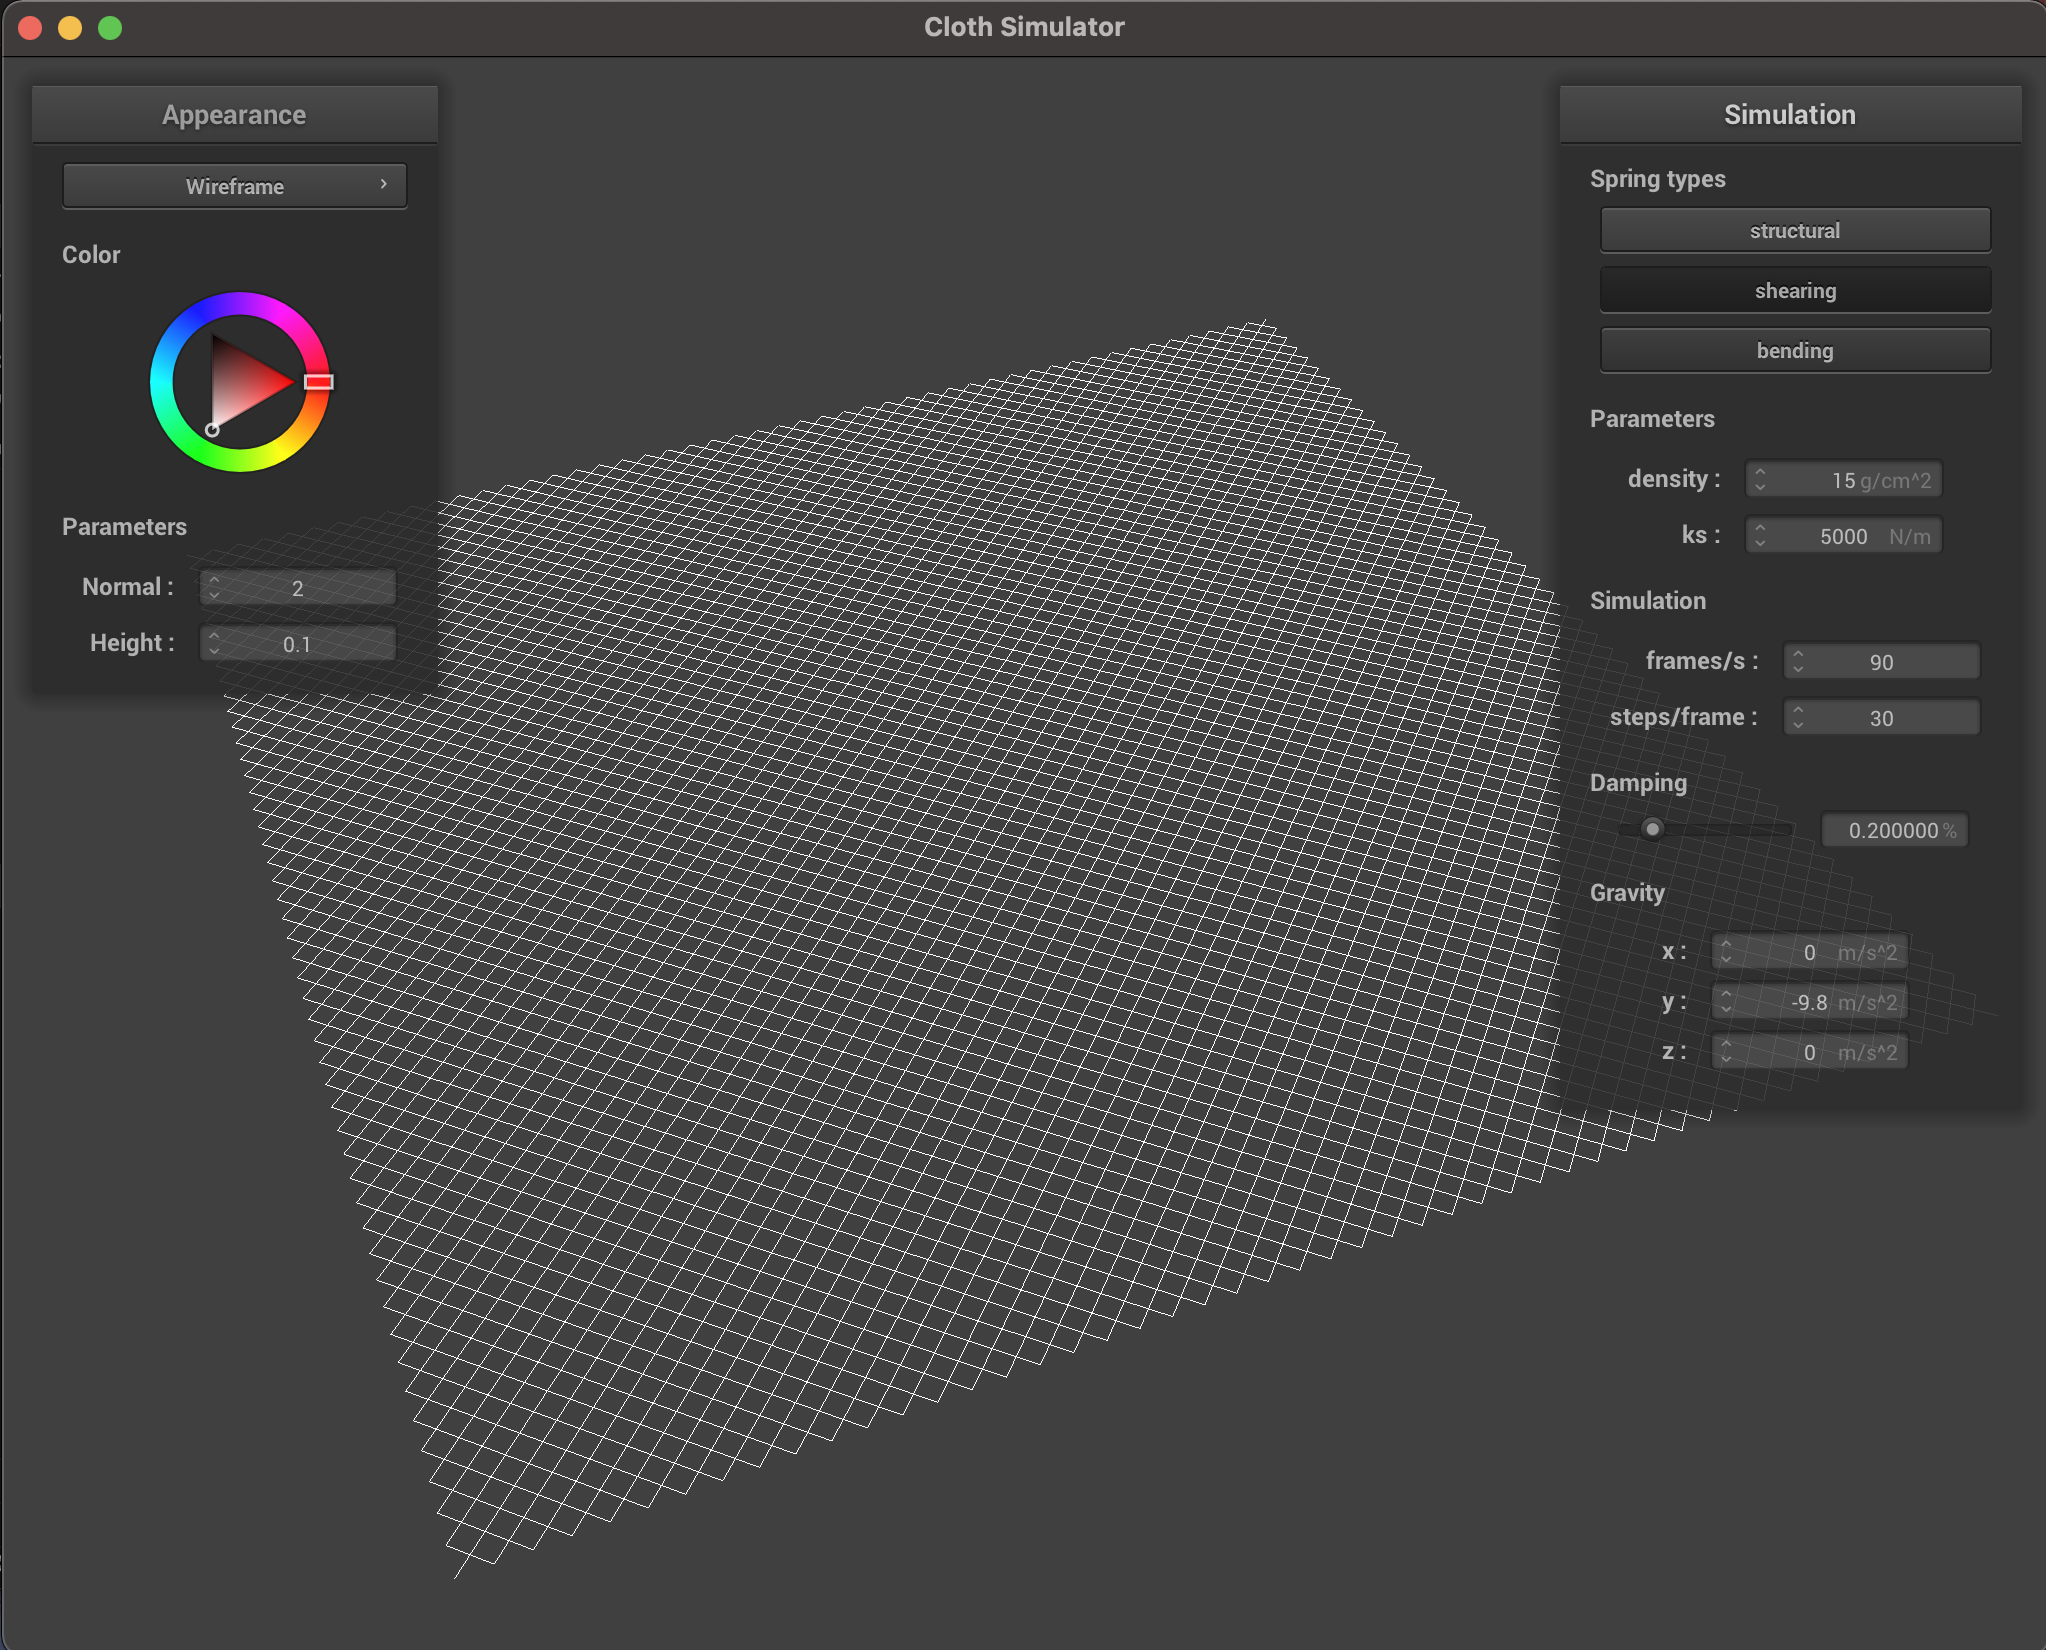 Cloth Simulator
Appearance
Wireframe
Color
Parameters
Normal : 2
Height : 0.1
Simulation
Spring types
structural
shearing
bending
Parameters
density : 15 g/cm^2
ks : 5000 N/m
Simulation
frames/s : 90
steps/frame : 30
Damping
0.200000 %
Gravity
x : 0 m/s^2
y : -9.8 m/s^2
z : 0 m/s^2